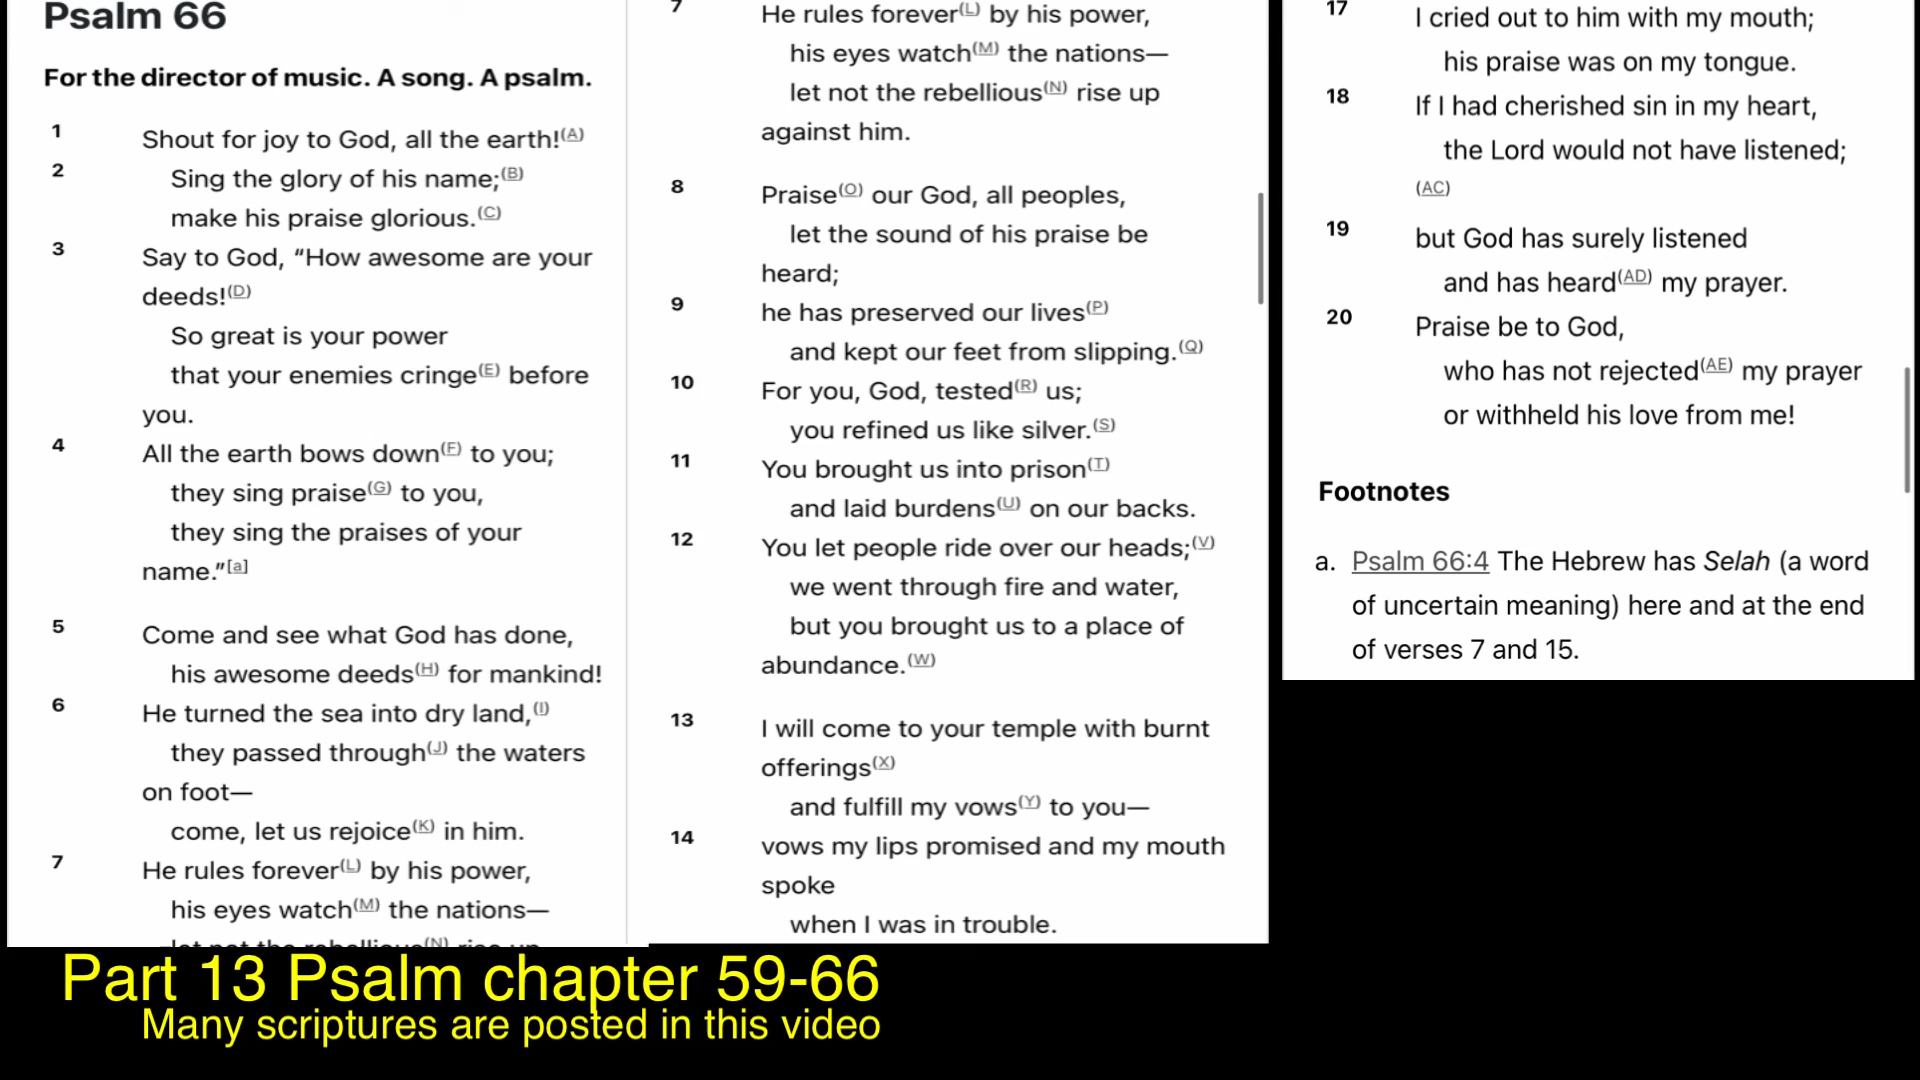 Psalm 66
For the director of music. A song. A psalm.
1 Shout for joy to God, all the earth!(A)
2 Sing the glory of his name;(B)
make his praise glorious.(C)
3 Say to God, “How awesome are your
deeds!(D)
So great is your power
that your enemies cringe(E) before
you.
4 All the earth bows down(F) to you;
they sing praise(G) to you,
they sing the praises of your
name.”[a]
5 Come and see what God has done,
his awesome deeds(H) for mankind!
6 He turned the sea into dry land,(I)
they passed through(J) the waters
on foot—
come, let us rejoice(K) in him.
7 He rules forever(L) by his power,
his eyes watch(M) the nations—
let not the rebellious(N) rise up
7 He rules forever(L) by his power,
his eyes watch(M) the nations—
let not the rebellious(N) rise up
against him.
8 Praise(O) our God, all peoples,
let the sound of his praise be
heard;
9 he has preserved our lives(P)
and kept our feet from slipping.(Q)
10 For you, God, tested(R) us;
you refined us like silver.(S)
11 You brought us into prison(T)
and laid burdens(U) on our backs.
12 You let people ride over our heads;(V)
we went through fire and water,
but you brought us to a place of
abundance.(W)
13 I will come to your temple with burnt
offerings(X)
and fulfill my vows(Y) to you—
14 vows my lips promised and my mouth
spoke
when I was in trouble.
17 I cried out to him with my mouth;
his praise was on my tongue.
18 If I had cherished sin in my heart,
the Lord would not have listened;
(AC)
19 but God has surely listened
and has heard(AD) my prayer.
20 Praise be to God,
who has not rejected(AE) my prayer
or withheld his love from me!
Footnotes
a. Psalm 66:4 The Hebrew has Selah (a word
of uncertain meaning) here and at the end
of verses 7 and 15.
Part 13 Psalm chapter 59-66
Many scriptures are posted in this video